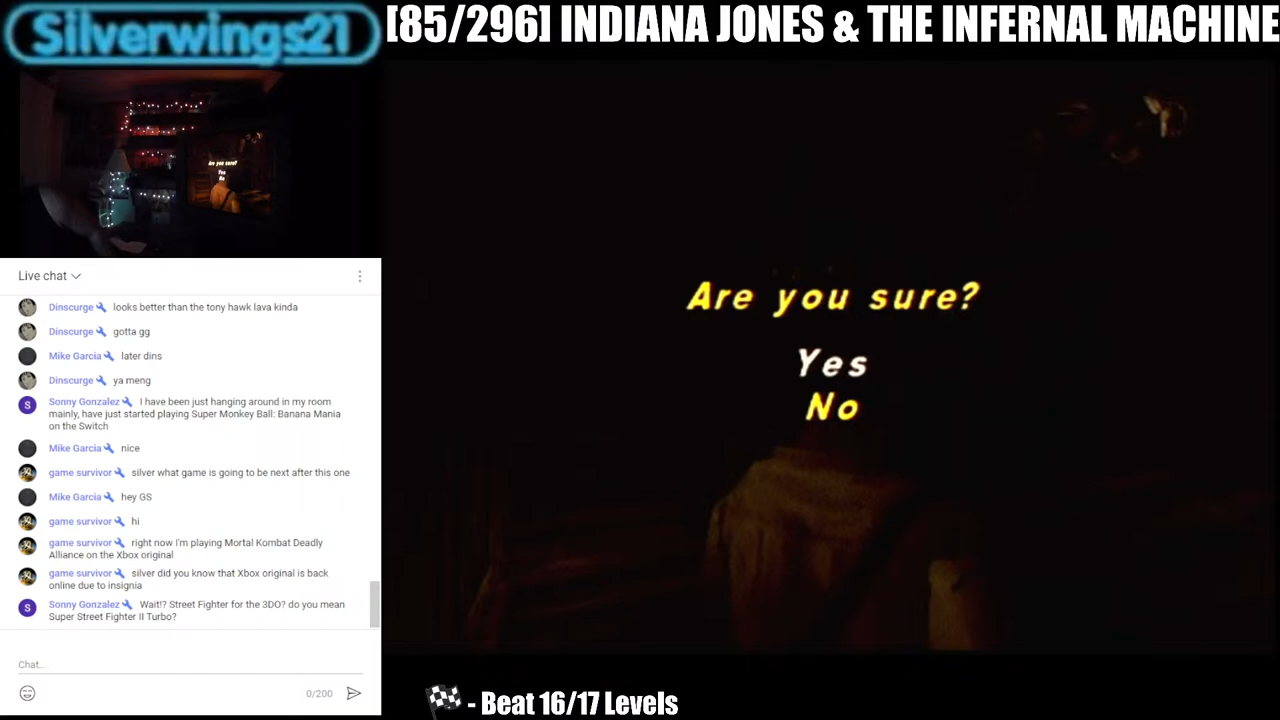 Silverwings21
[85/296] INDIANA JONES & THE INFERNAL MACHINE
Are you sure?
Yes
No
Live chat
Dinscurge looks better than the tony hawk lava kinda
Dinscurge gotta gg
Mike Garcia later dins
Dinscurge ya meng
Sonny Gonzalez I have been just hanging around in my room
mainly, have just started playing Super Monkey Ball: Banana Mania
on the Switch
Mike Garcia nice
game survivor silver what game is going to be next after this one
Mike Garcia hey GS
game survivor hi
game survivor right now I'm playing Mortal Kombat Deadly
Alliance on the Xbox original
game survivor silver did you know that Xbox original is back
online due to insignia
S
Sonny Gonzalez Wait!? Street Fighter for the 3DO? do you mean
Super Street Fighter II Turbo?
S
Chat...
0/200
Are you sure?
Yes
No
- Beat 16/17 Levels